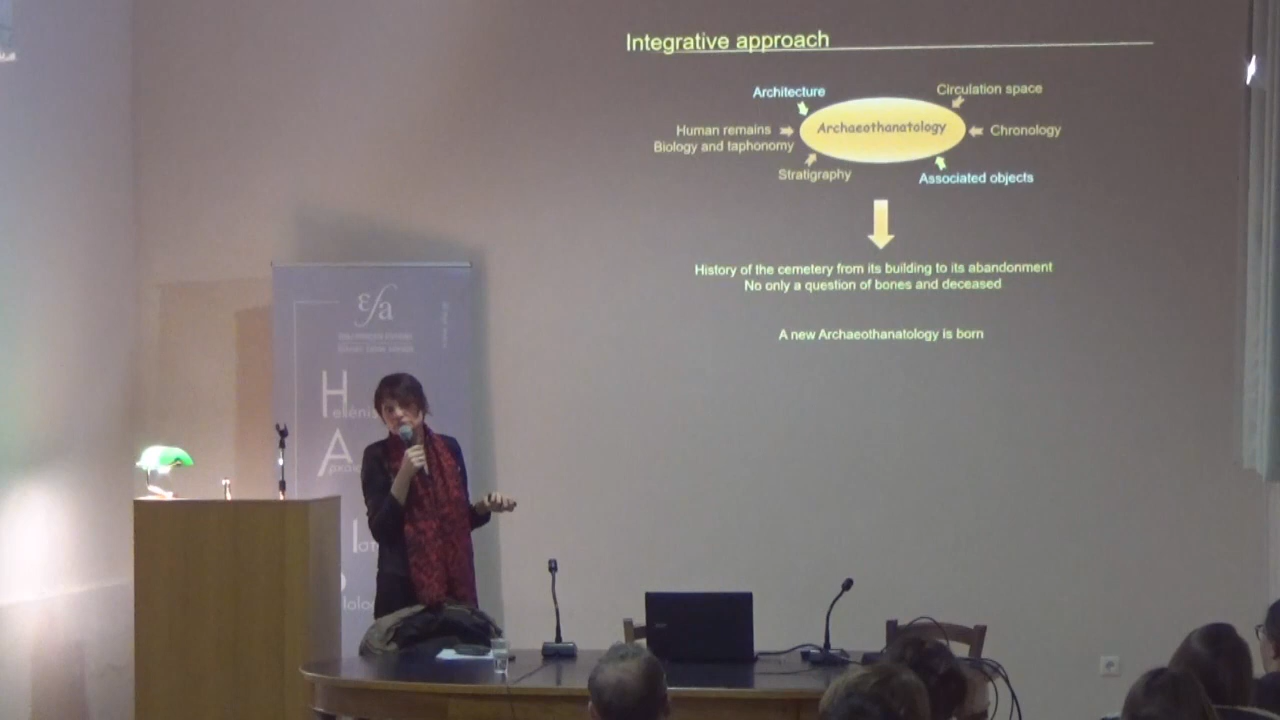 Integrative approach
Architecture
Circulation space
Archaeothanatology
Human remains
Chronology
Biology and taphonomy
Stratigraphy
Associated objects
History of the cemetery from its building to its abandonment
No only a question of bones and deceased
A new Archaeothanatology is born
εfa
H
A